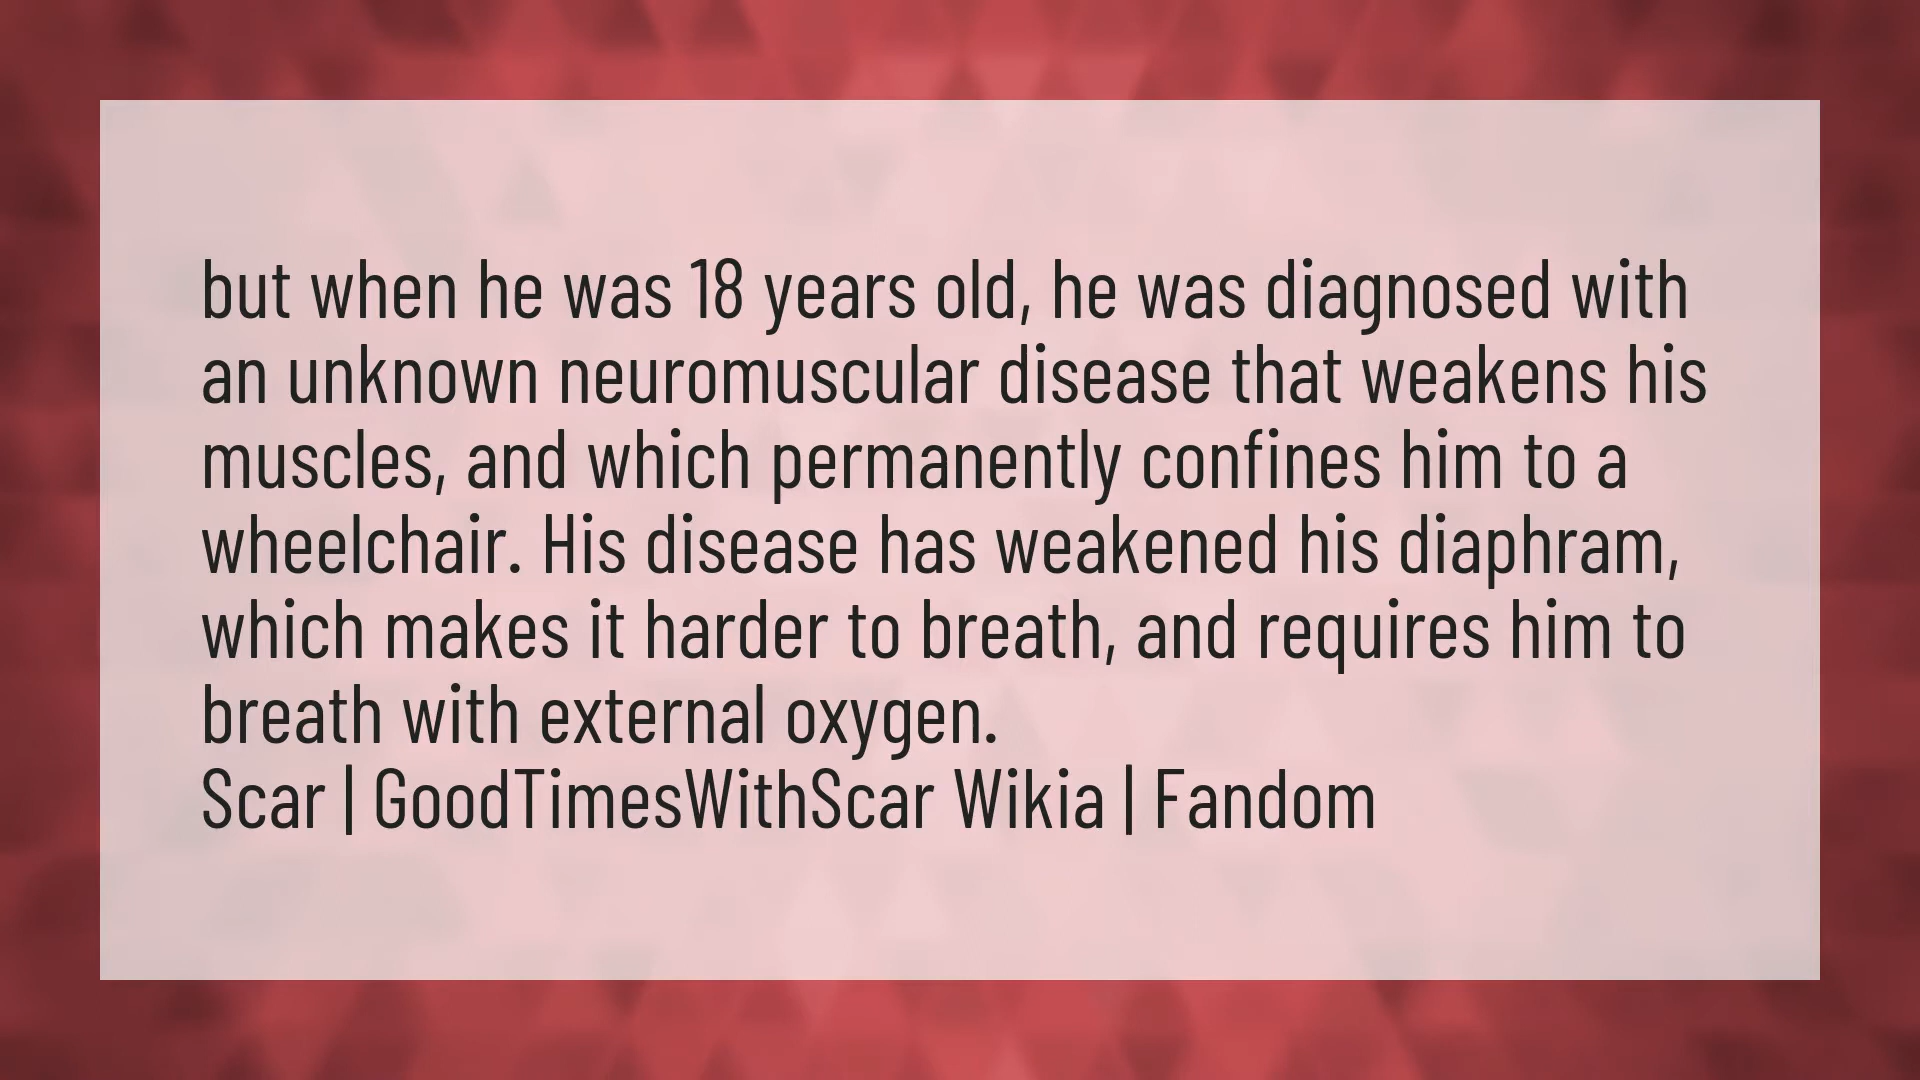 but when he was 18 years old, he was diagnosed with
an unknown neuromuscular disease that weakens his
muscles, and which permanently confines him to a
wheelchair. His disease has weakened his diaphram,
which makes it harder to breath, and requires him to
breath with external oxygen.
Scar | GoodTimesWithScar Wikia | Fandom